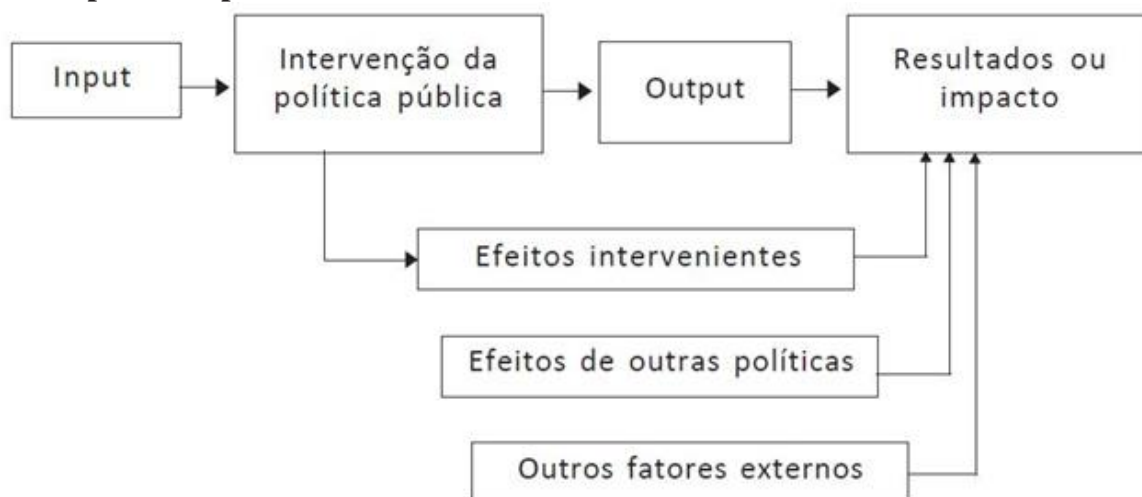 Input
Intervenção da
política pública
Output
Resultados ou
impacto
Efeitos intervenientes
Efeitos de outras políticas
Outros fatores externos